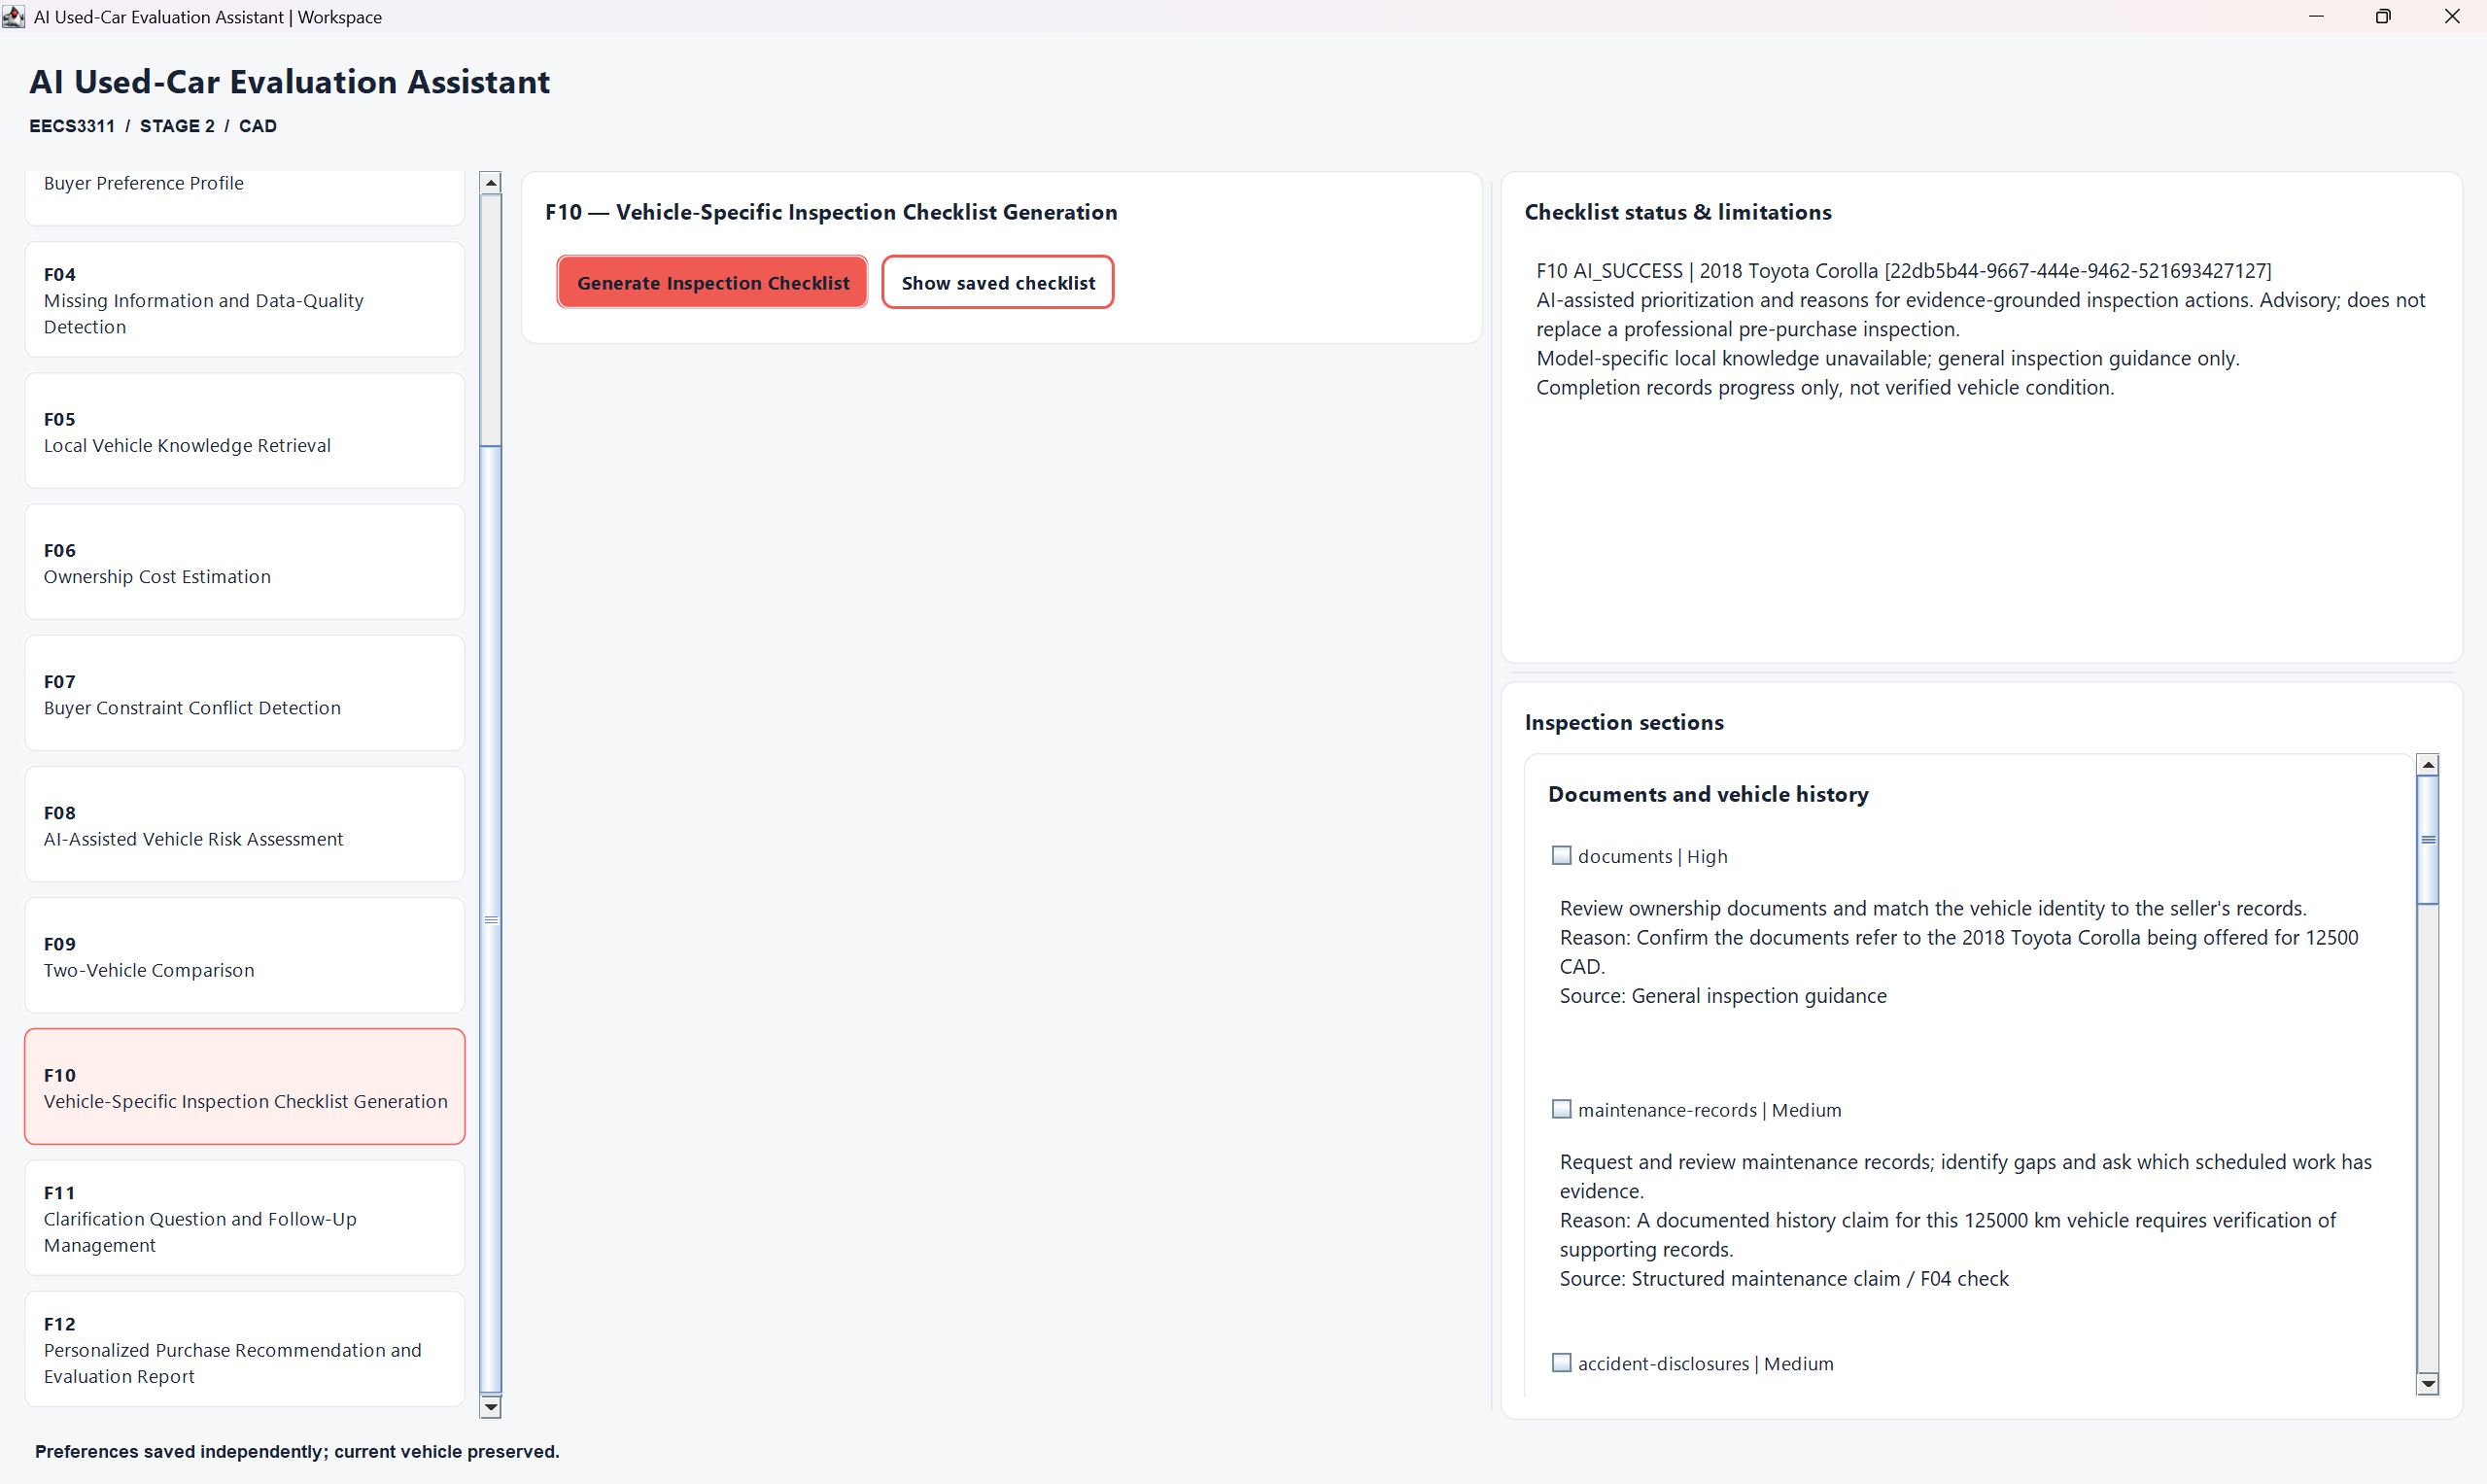 AI Used-Car Evaluation Assistant | Workspace
AI Used-Car Evaluation Assistant
EECS3311 / STAGE 2 / CAD
Buyer Preference Profile
F04
Missing Information and Data-Quality
Detection
F05
Local Vehicle Knowledge Retrieval
F06
Ownership Cost Estimation
F07
Buyer Constraint Conflict Detection
F08
AI-Assisted Vehicle Risk Assessment
F09
Two-Vehicle Comparison
F10
Vehicle-Specific Inspection Checklist Generation
F11
Clarification Question and Follow-Up
Management
F12
Personalized Purchase Recommendation and
Evaluation Report
F10 — Vehicle-Specific Inspection Checklist Generation
Generate Inspection Checklist
Show saved checklist
Checklist status & limitations
F10 AI_SUCCESS | 2018 Toyota Corolla [22db5b44-9667-444e-9462-521693427127]
AI-assisted prioritization and reasons for evidence-grounded inspection actions. Advisory; does not
replace a professional pre-purchase inspection.
Model-specific local knowledge unavailable; general inspection guidance only.
Completion records progress only, not verified vehicle condition.
Inspection sections
Documents and vehicle history
documents | High
Review ownership documents and match the vehicle identity to the seller's records.
Reason: Confirm the documents refer to the 2018 Toyota Corolla being offered for 12500
CAD.
Source: General inspection guidance
maintenance-records | Medium
Request and review maintenance records; identify gaps and ask which scheduled work has
evidence.
Reason: A documented history claim for this 125000 km vehicle requires verification of
supporting records.
Source: Structured maintenance claim / F04 check
accident-disclosures | Medium
Preferences saved independently; current vehicle preserved.